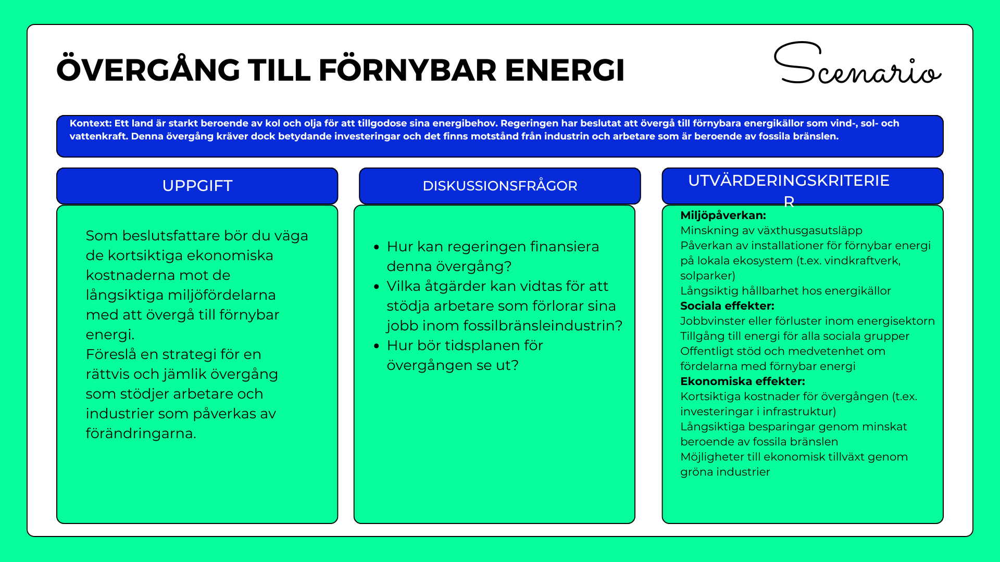 ÖVERGÅNG TILL FÖRNYBAR ENERGI
Scenario
Kontext: Ett land är starkt beroende av kol och olja för att tillgodose sina energibehov. Regeringen har beslutat att övergå till förnybara energikällor som vind-, sol- och
vattenkraft. Denna övergång kräver dock betydande investeringar och det finns motstånd från industrin och arbetare som är beroende av fossila bränslen.
UPPGIFT
Som beslutsfattare bör du väga
de kortsiktiga ekonomiska
kostnaderna mot de
långsiktiga miljöfördelarna
med att övergå till förnybar
energi.
Föreslå en strategi för en
rättvis och jämlik övergång
som stödjer arbetare och
industrier som påverkas av
förändringarna.
DISKUSSIONSFRÅGOR
• Hur kan regeringen finansiera
denna övergång?
• Vilka åtgärder kan vidtas för att
stödja arbetare som förlorar sina
jobb inom fossilbränsleindustrin?
• Hur bör tidsplanen för
övergången se ut?
UTVÄRDERINGSKRITERIE
R
Miljöpåverkan:
Minskning av växthusgasutsläpp
Påverkan av installationer för förnybar energi
på lokala ekosystem (t.ex. vindkraftverk,
solparker)
Långsiktig hållbarhet hos energikällor
Sociala effekter:
Jobbvinster eller förluster inom energisektorn
Tillgång till energi för alla sociala grupper
Offentligt stöd och medvetenhet om
fördelarna med förnybar energi
Ekonomiska effekter:
Kortsiktiga kostnader för övergången (t.ex.
investeringar i infrastruktur)
Långsiktiga besparingar genom minskat
beroende av fossila bränslen
Möjligheter till ekonomisk tillväxt genom
gröna industrier